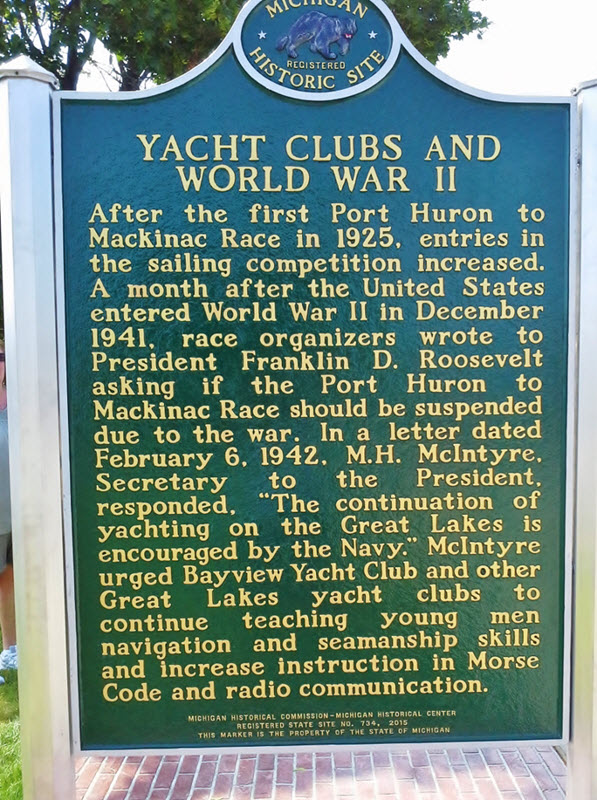 MICHIGAN
REGISTERED
HISTORIC SITE
YACHT CLUBS AND
WORLD WAR II
After the first Port Huron to
Mackinac Race in 1925, entries in
the sailing competition increased.
A month after the United States
entered World War II in December
1941, race organizers wrote to
President Franklin D. Roosevelt
asking if the Port Huron to
Mackinac Race should be suspended
due to the war. In a letter dated
February 6, 1942, M.H. McIntyre,
Secretary to the President,
responded, “The continuation of
yachting on the Great Lakes is
encouraged by the Navy.” McIntyre
urged Bayview Yacht Club and other
Great Lakes yacht clubs to
continue teaching young men
navigation and seamanship skills
and increase instruction in Morse
Code and radio communication.
MICHIGAN HISTORICAL COMMISSION–MICHIGAN HISTORICAL CENTER
REGISTERED STATE SITE NO. 734, 2015
THIS MARKER IS THE PROPERTY OF THE STATE OF MICHIGAN